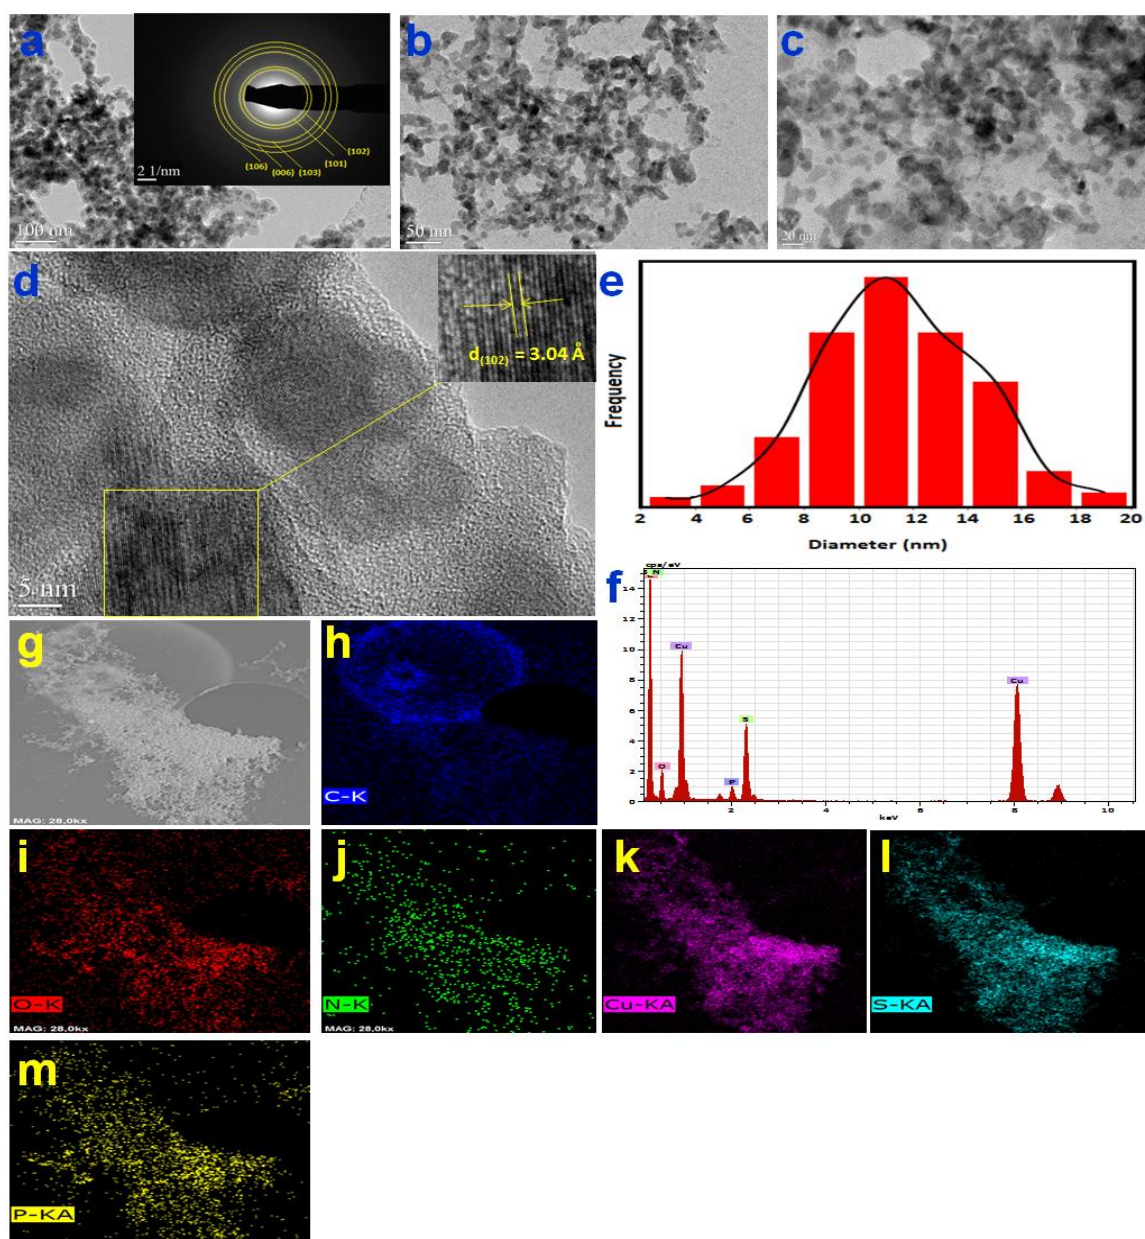 a
(102)
(101)
(106)
(006) (103)
2 1/nm
100 nm
b
50 nm
c
20 nm
d
d(102) = 3.04 Å
5 nm
e
Frequency
2 4 6 8 10 12 14 16 18 20
Diameter (nm)
f
cps/eV
14
12
10
8
6
4
2
0
N
Cu
O
P
S
Cu
2 4 6 8 10
keV
g
MAG: 28,0kx
h
C-K
i
O-K
MAG: 28,0kx
j
N-K
MAG: 28,0kx
k
Cu-KA
l
S-KA
m
P-KA